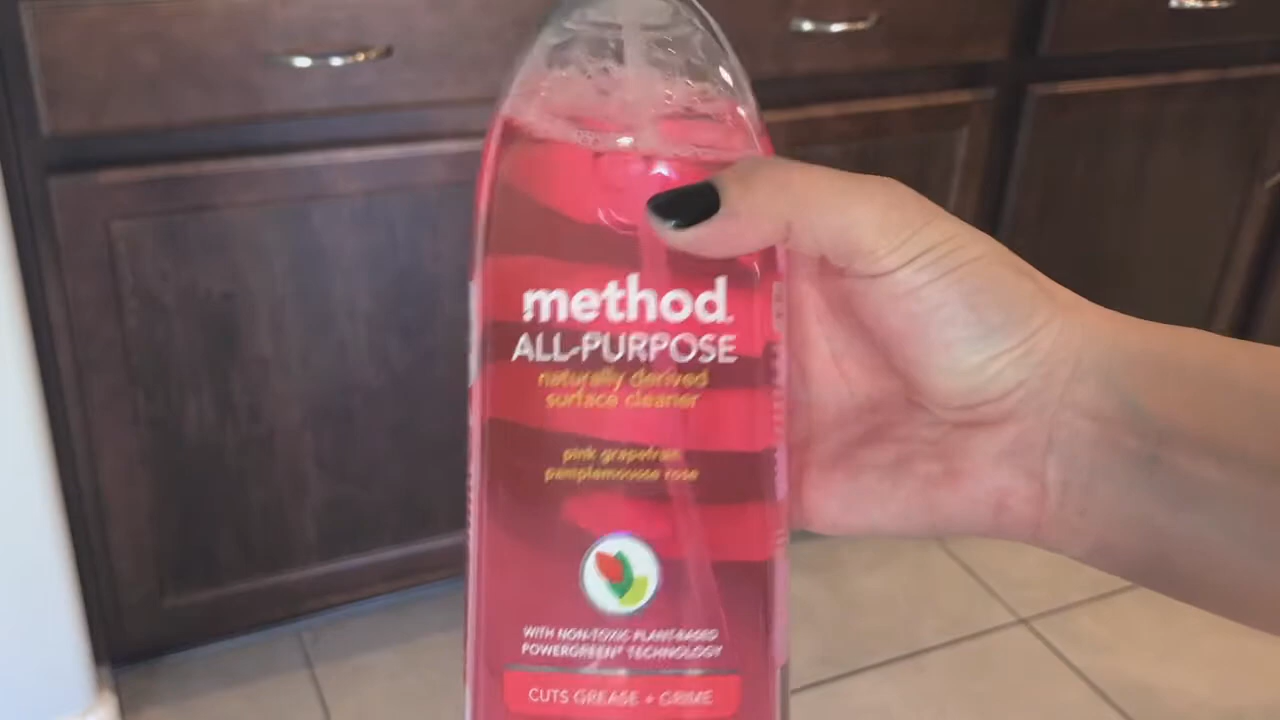 method
ALL-PURPOSE
naturally derived
surface cleaner
pink grapefruit
pamplemousse rose
WITH NON-TOXIC PLANT-BASED
POWERGREEN® TECHNOLOGY
CUTS GREASE + GRIME